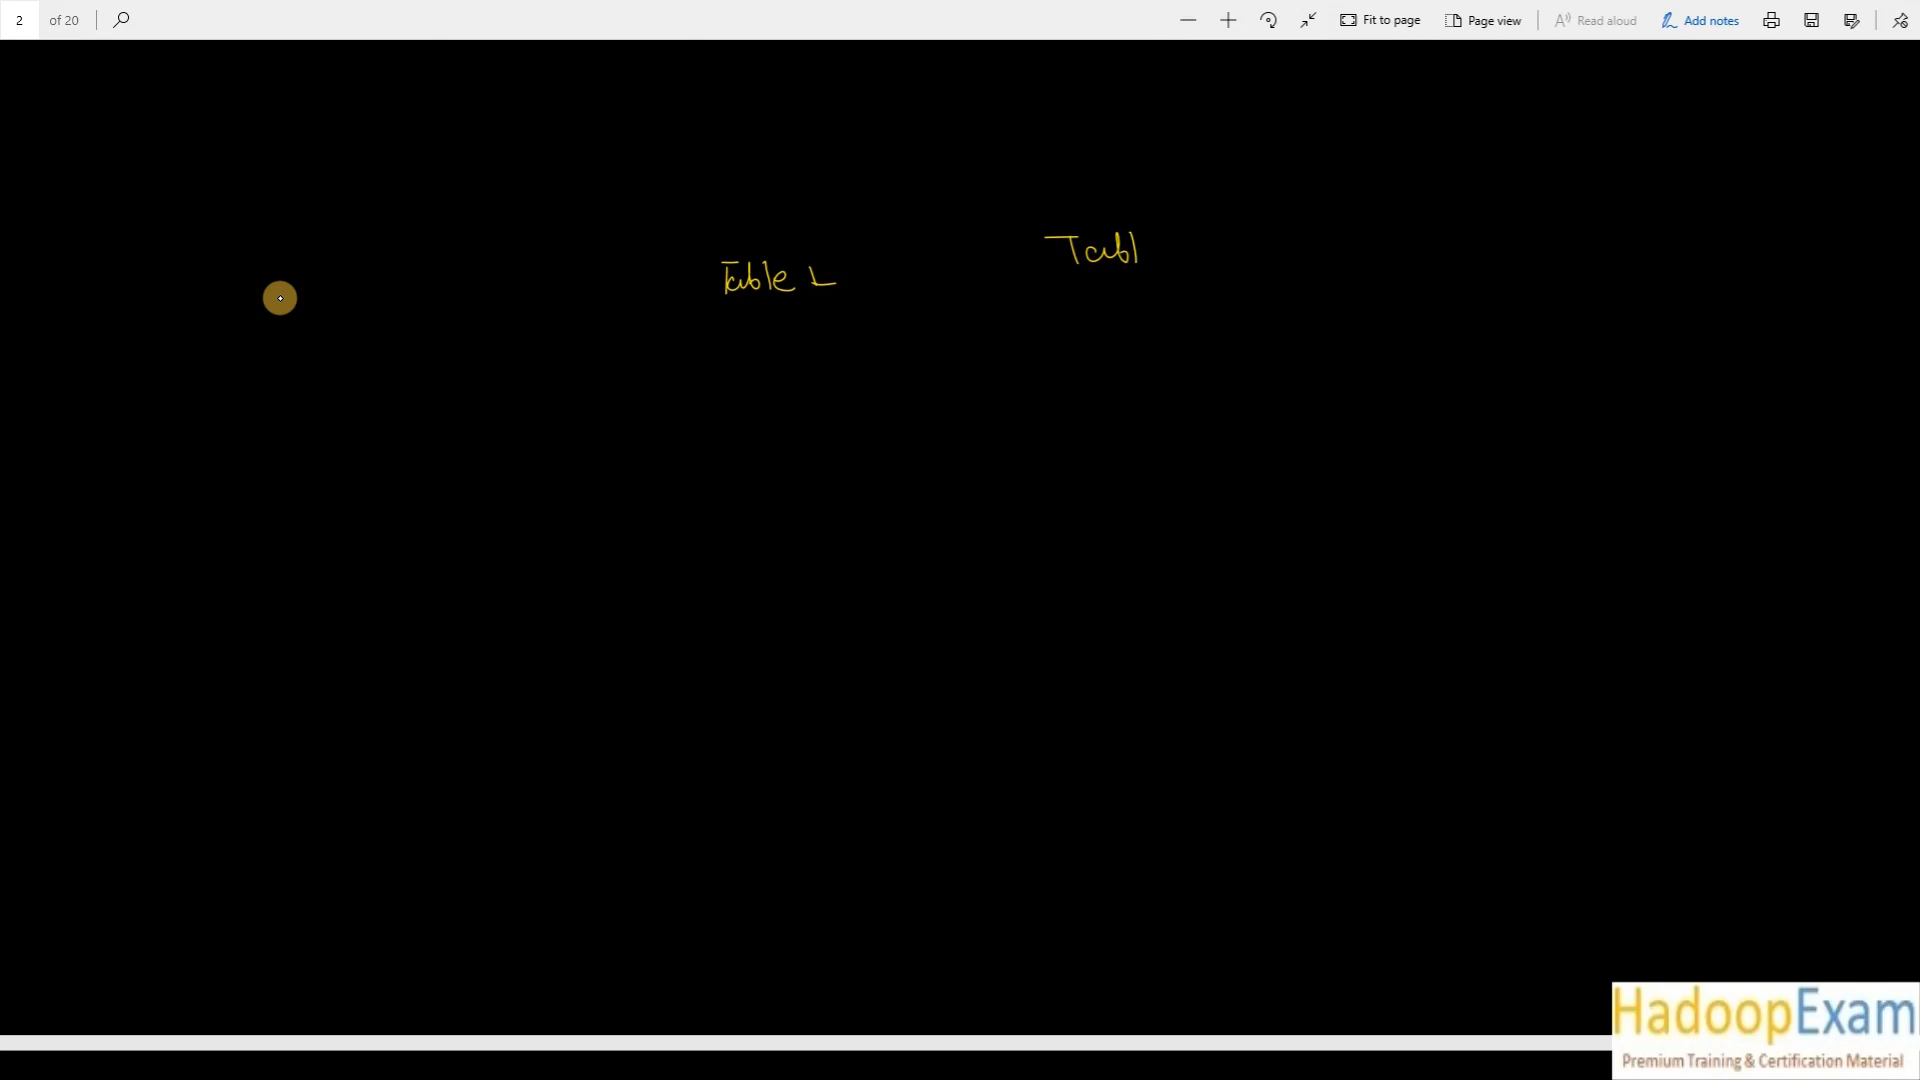 2 of 20 Fit to page Page view Read aloud Add notes
Tabl
Table 1
HadoopExam
Premium Training & Certification Material